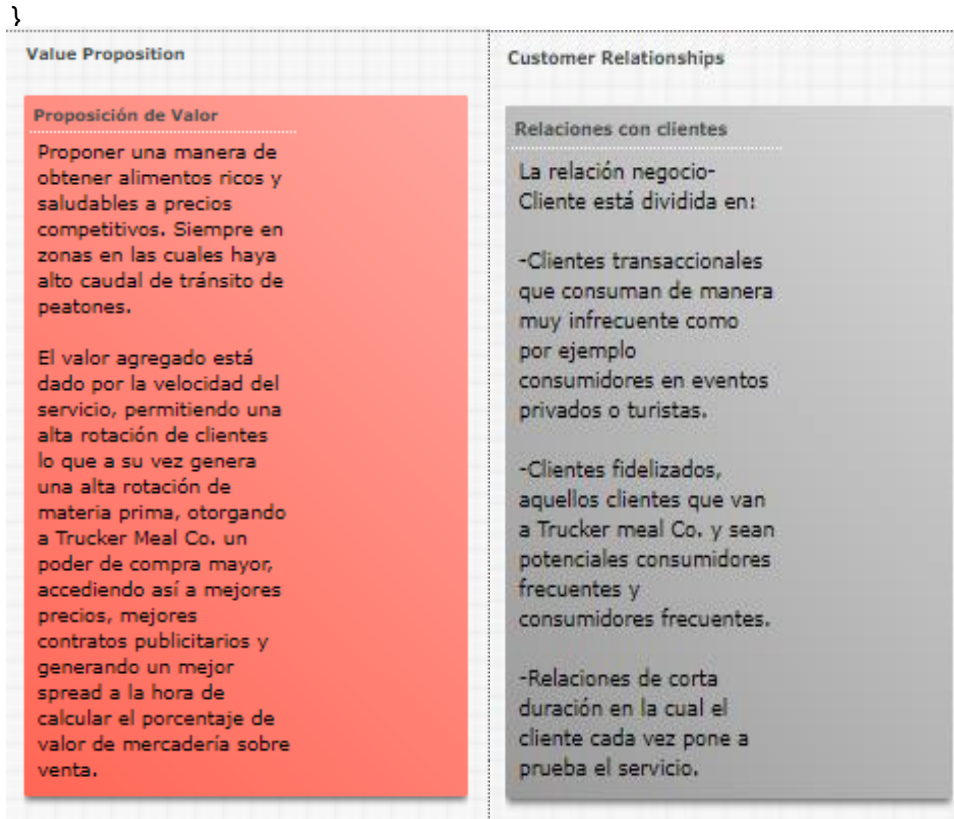 }
Value Proposition
Proposición de Valor
Proponer una manera de
obtener alimentos ricos y
saludables a precios
competitivos. Siempre en
zonas en las cuales haya
alto caudal de tránsito de
peatones.
El valor agregado está
dado por la velocidad del
servicio, permitiendo una
alta rotación de clientes
lo que a su vez genera
una alta rotación de
materia prima, otorgando
a Trucker Meal Co. un
poder de compra mayor,
accediendo así a mejores
precios, mejores
contratos publicitarios y
generando un mejor
spread a la hora de
calcular el porcentaje de
valor de mercadería sobre
venta.
Customer Relationships
Relaciones con clientes
La relación negocio-
Cliente está dividida en:
-Clientes transaccionales
que consuman de manera
muy infrecuente como
por ejemplo
consumidores en eventos
privados o turistas.
-Clientes fidelizados,
aquellos clientes que van
a Trucker meal Co. y sean
potenciales consumidores
frecuentes y
consumidores frecuentes.
-Relaciones de corta
duración en la cual el
cliente cada vez pone a
prueba el servicio.